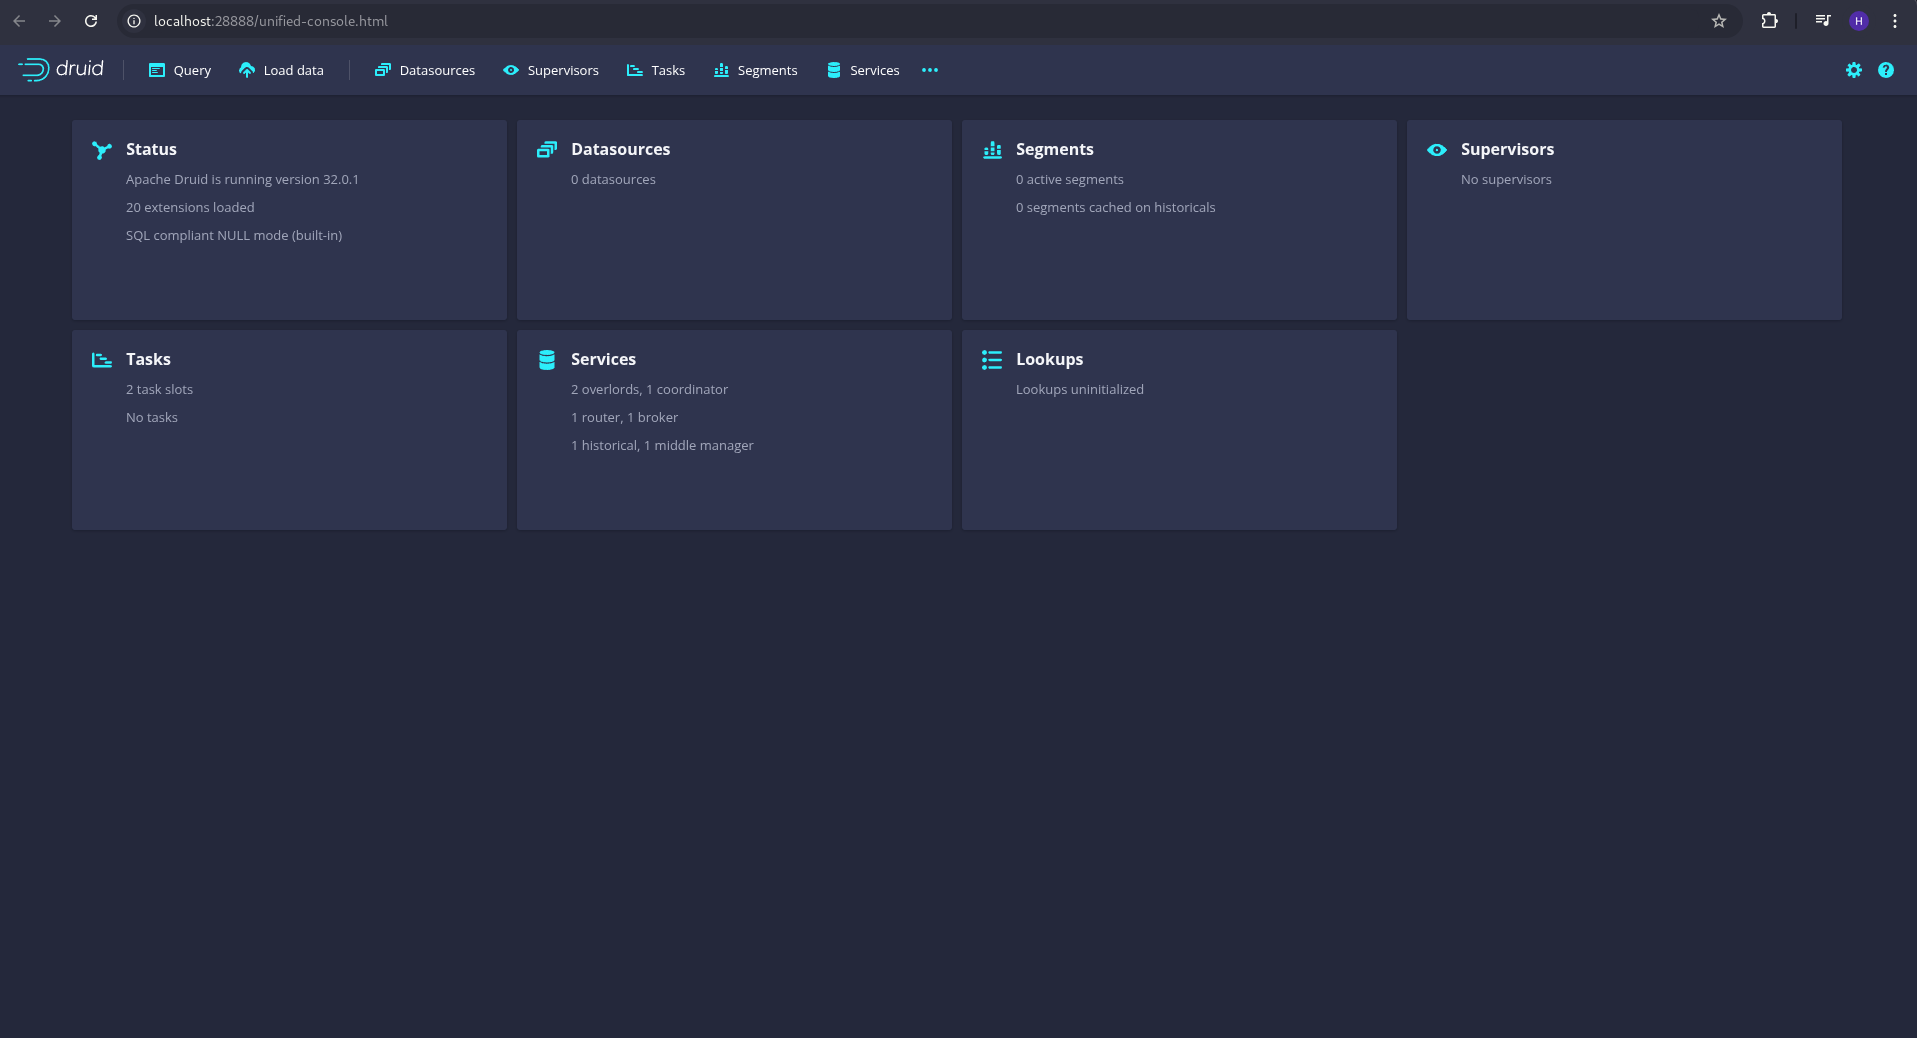 localhost:28888/unified-console.html
H
druid
Query
Load data
Datasources
Supervisors
Tasks
Segments
Services
Status
Apache Druid is running version 32.0.1
20 extensions loaded
SQL compliant NULL mode (built-in)
Datasources
0 datasources
Segments
0 active segments
0 segments cached on historicals
Supervisors
No supervisors
Tasks
2 task slots
No tasks
Services
2 overlords, 1 coordinator
1 router, 1 broker
1 historical, 1 middle manager
Lookups
Lookups uninitialized